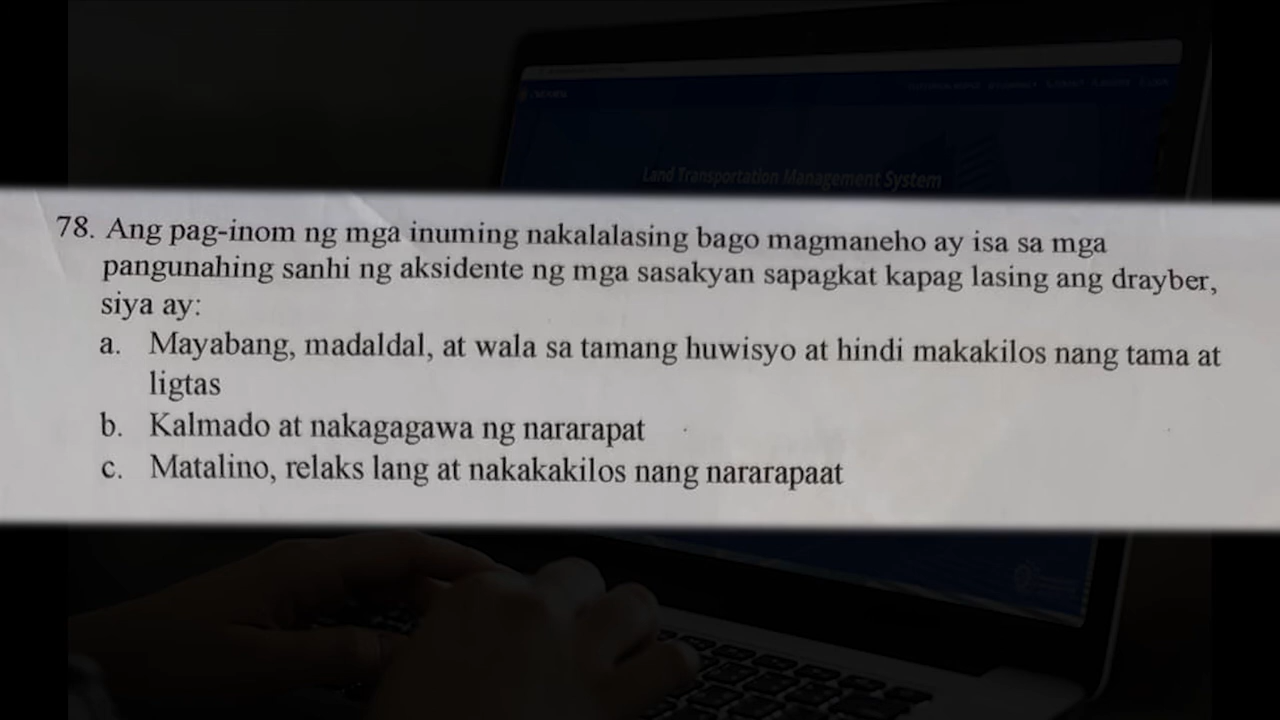 Land Transportation Management System
78. Ang pag-inom ng mga inuming nakalalasing bago magmaneho ay isa sa mga
pangunahing sanhi ng aksidente ng mga sasakyan sapagkat kapag lasing ang drayber,
siya ay:
a. Mayabang, madaldal, at wala sa tamang huwisyo at hindi makakilos nang tama at
ligtas
b. Kalmado at nakagagawa ng nararapat
c. Matalino, relaks lang at nakakakilos nang nararapaat